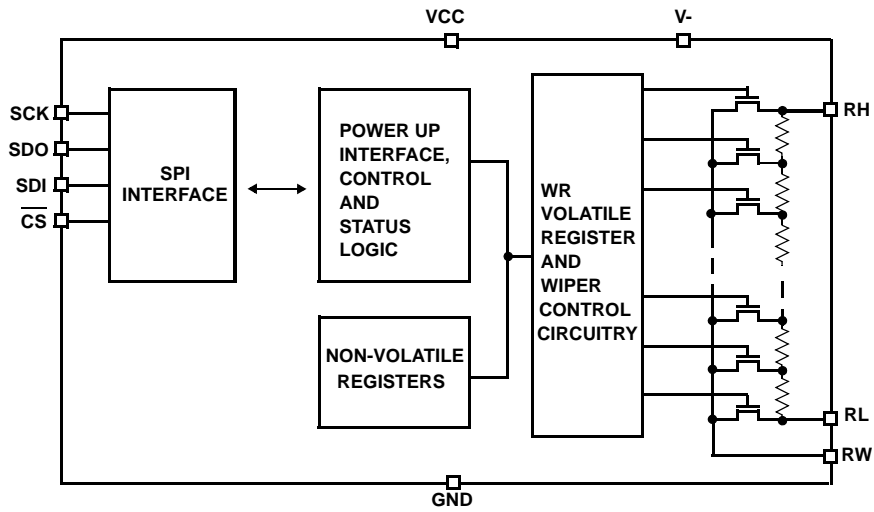 VCC
V-
SCK
SDO
SDI
CS
SPI
INTERFACE
POWER UP
INTERFACE,
CONTROL
AND
STATUS
LOGIC
NON-VOLATILE
REGISTERS
WR
VOLATILE
REGISTER
AND
WIPER
CONTROL
CIRCUITRY
RH
RL
RW
GND